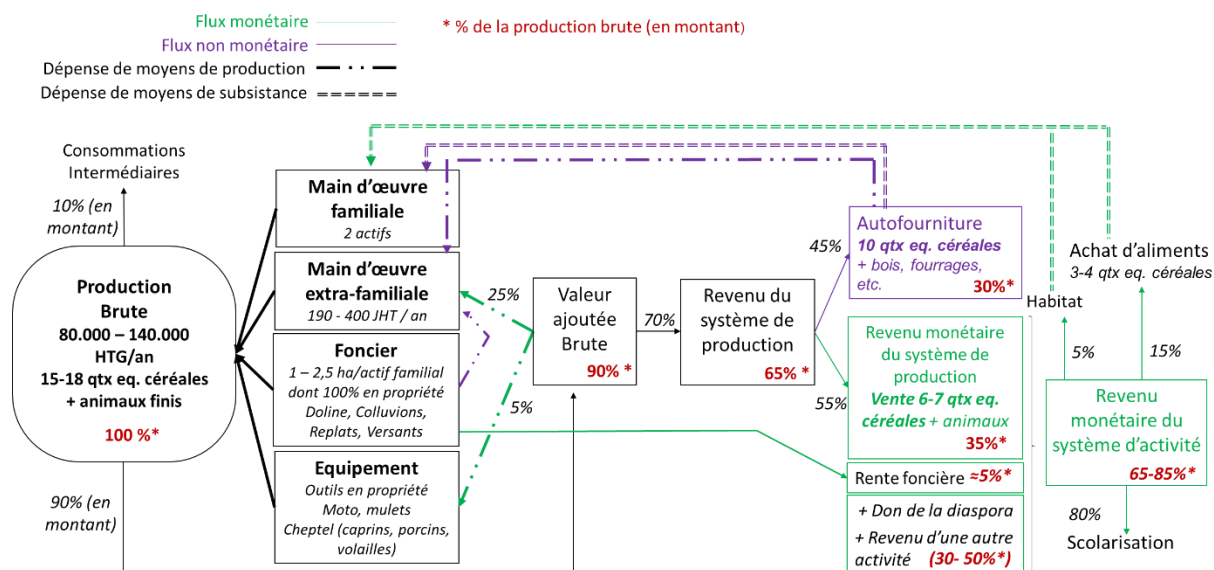 Flux monétaire
Flux non monétaire
Dépense de moyens de production
Dépense de moyens de subsistance
* % de la production brute (en montant)
Consommations
Intermédiaires
10% (en
montant)
Production
Brute
80.000 – 140.000
HTG/an
15-18 qtx eq. céréales
+ animaux finis
100 %*
90% (en
montant)
Main d'œuvre
familiale
2 actifs
Main d'œuvre
extra-familiale
190 - 400 JHT / an
Foncier
1 – 2,5 ha/actif familial
dont 100% en propriété
Doline, Colluvions,
Replats, Versants
Equipement
Outils en propriété
Moto, mulets
Cheptel (caprins, porcins,
volailles)
25%
5%
Valeur
ajoutée
Brute
90% *
70%
Revenu du
système de
production
65% *
45%
55%
Autofourniture
10 qtx eq. céréales
+ bois, fourrages,
etc.
30%*
Revenu monétaire
du système de
production
Vente 6-7 qtx eq.
céréales + animaux
35%*
Rente foncière ≈5%*
+ Don de la diaspora
+ Revenu d'une autre
activité (30- 50%*)
Achat d'aliments
3-4 qtx eq. céréales
Habitat
5%
15%
Revenu
monétaire du
système d'activité
65-85%*
80%
Scolarisation